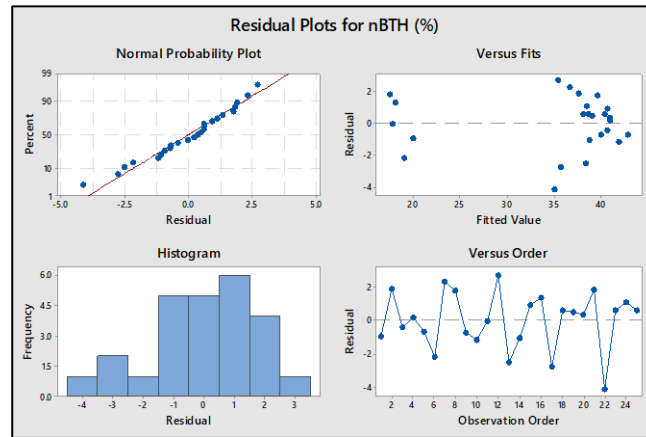 Residual Plots for nBTH (%)
Normal Probability Plot
99
90
50
10
1
Percent
-5.0 -2.5 0.0 2.5 5.0
Residual
Versus Fits
2
0
-2
-4
Residual
20 25 30 35 40
Fitted Value
Histogram
6.0
4.5
3.0
1.5
0.0
Frequency
-4 -3 -2 -1 0 1 2 3
Residual
Versus Order
2
0
-2
-4
Residual
2 4 6 8 10 12 14 16 18 20 22 24
Observation Order